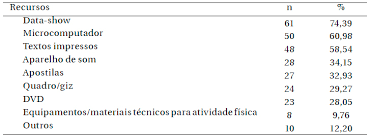 Recursos n %
Data-show 61 74,39
Microcomputador 50 60,98
Textos impressos 48 58,54
Aparelho de som 28 34,15
Apostilas 27 32,93
Quadro/giz 24 29,27
DVD 23 28,05
Equipamentos/materiais técnicos para atividade física 8 9,76
Outros 10 12,20